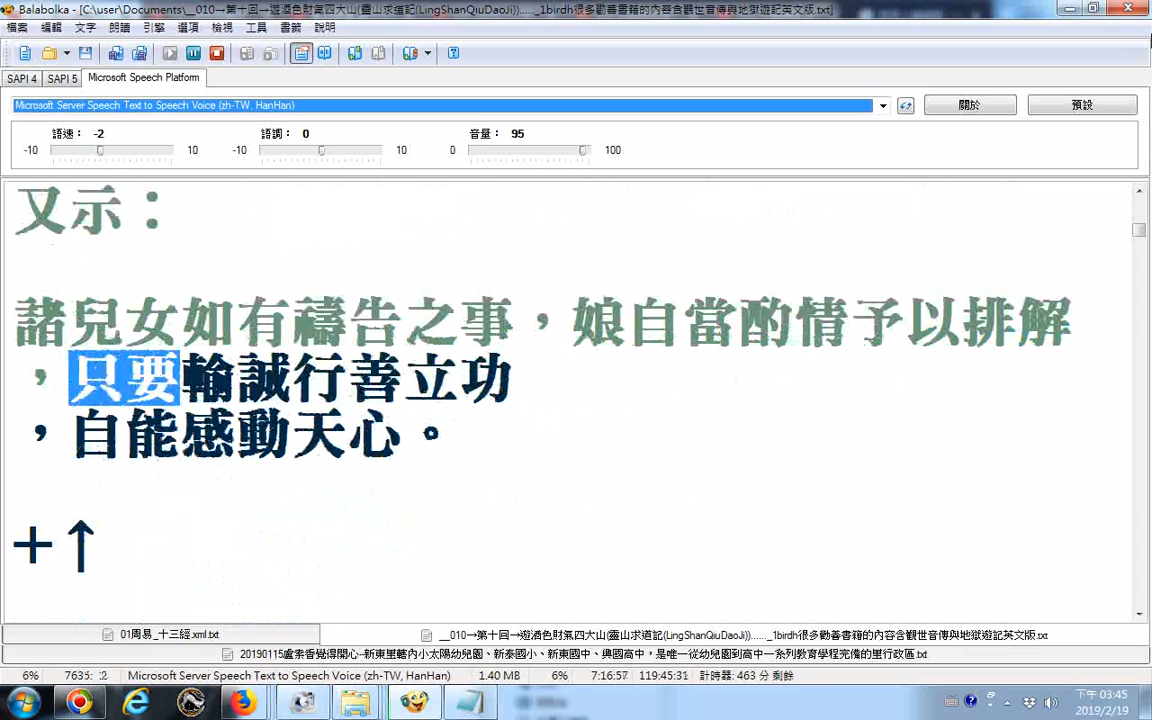 Balabolka - [C:\user\Documents\__010→第十回→遊酒色財氣四大山(靈山求道記(LingShanQiuDaoJi))......_1birdh很多勸善書籍的內容含觀世音傳與地獄遊記英文版.txt]
檔案 編輯 文字 朗讀 引擎 選項 檢視 工具 書籤 說明
SAPI 4 SAPI 5 Microsoft Speech Platform
Microsoft Server Speech Text to Speech Voice (zh-TW, HanHan) 關於 預設
語速： -2 語調： 0 音量： 95
-10 10 -10 10 0 100
又示：
諸兒女如有禱告之事，娘自當酌情予以排解
，只要輸誠行善立功
，自能感動天心。
＋↑
01周易_十三經.xml.txt __010→第十回→遊酒色財氣四大山(靈山求道記(LingShanQiuDaoJi))......_1birdh很多勸善書籍的內容含觀世音傳與地獄遊記英文版.txt
20190115盧素香覺得開心-新東里轄內小太陽幼兒園、新泰國小、新東國中、興國高中，是唯一從幼兒園到高中一系列教育學程完備的里行政區.txt
6% 7635: 2 Microsoft Server Speech Text to Speech Voice (zh-TW, HanHan) 1.40 MB 6% 7:16:57 119:45:31 計時器: 463 分 剩餘
下午 03:45
2019/2/19